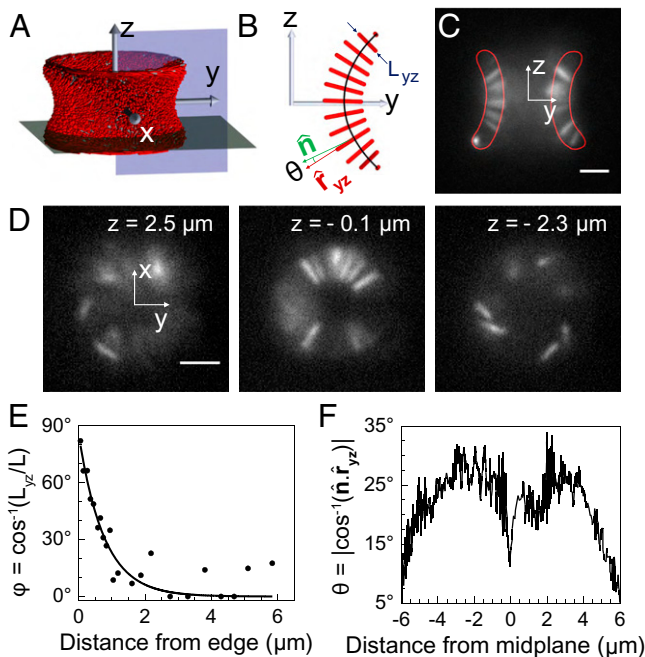 A
z
y
x
B
z
y
L_yz
n̂
θ
r̂_yz
C
z
y
D
z = 2.5 µm
x
y
z = - 0.1 µm
z = - 2.3 µm
E
90°
60°
30°
0°
0 2 4 6
φ = cos⁻¹(L_yz/L)
Distance from edge (µm)
F
35°
25°
15°
5°
-6 -4 -2 0 2 4 6
θ = |cos⁻¹(n̂.r̂_yz)|
Distance from midplane (µm)